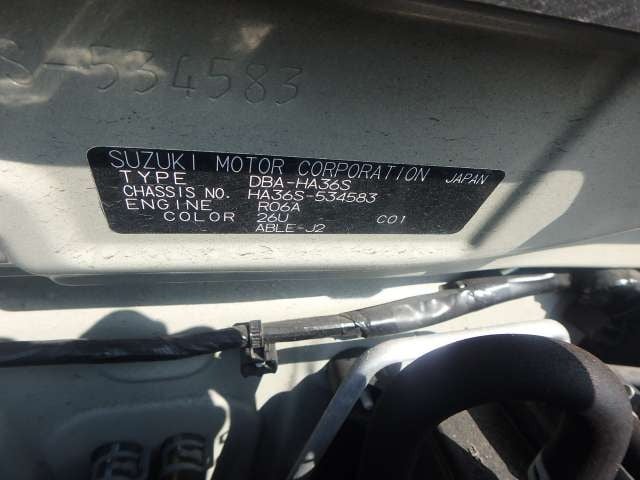 S-534583
SUZUKI MOTOR CORPORATION JAPAN
TYPE DBA-HA36S
CHASSIS NO. HA36S-534583
ENGINE R06A
COLOR 26U C01
ABLE-J2